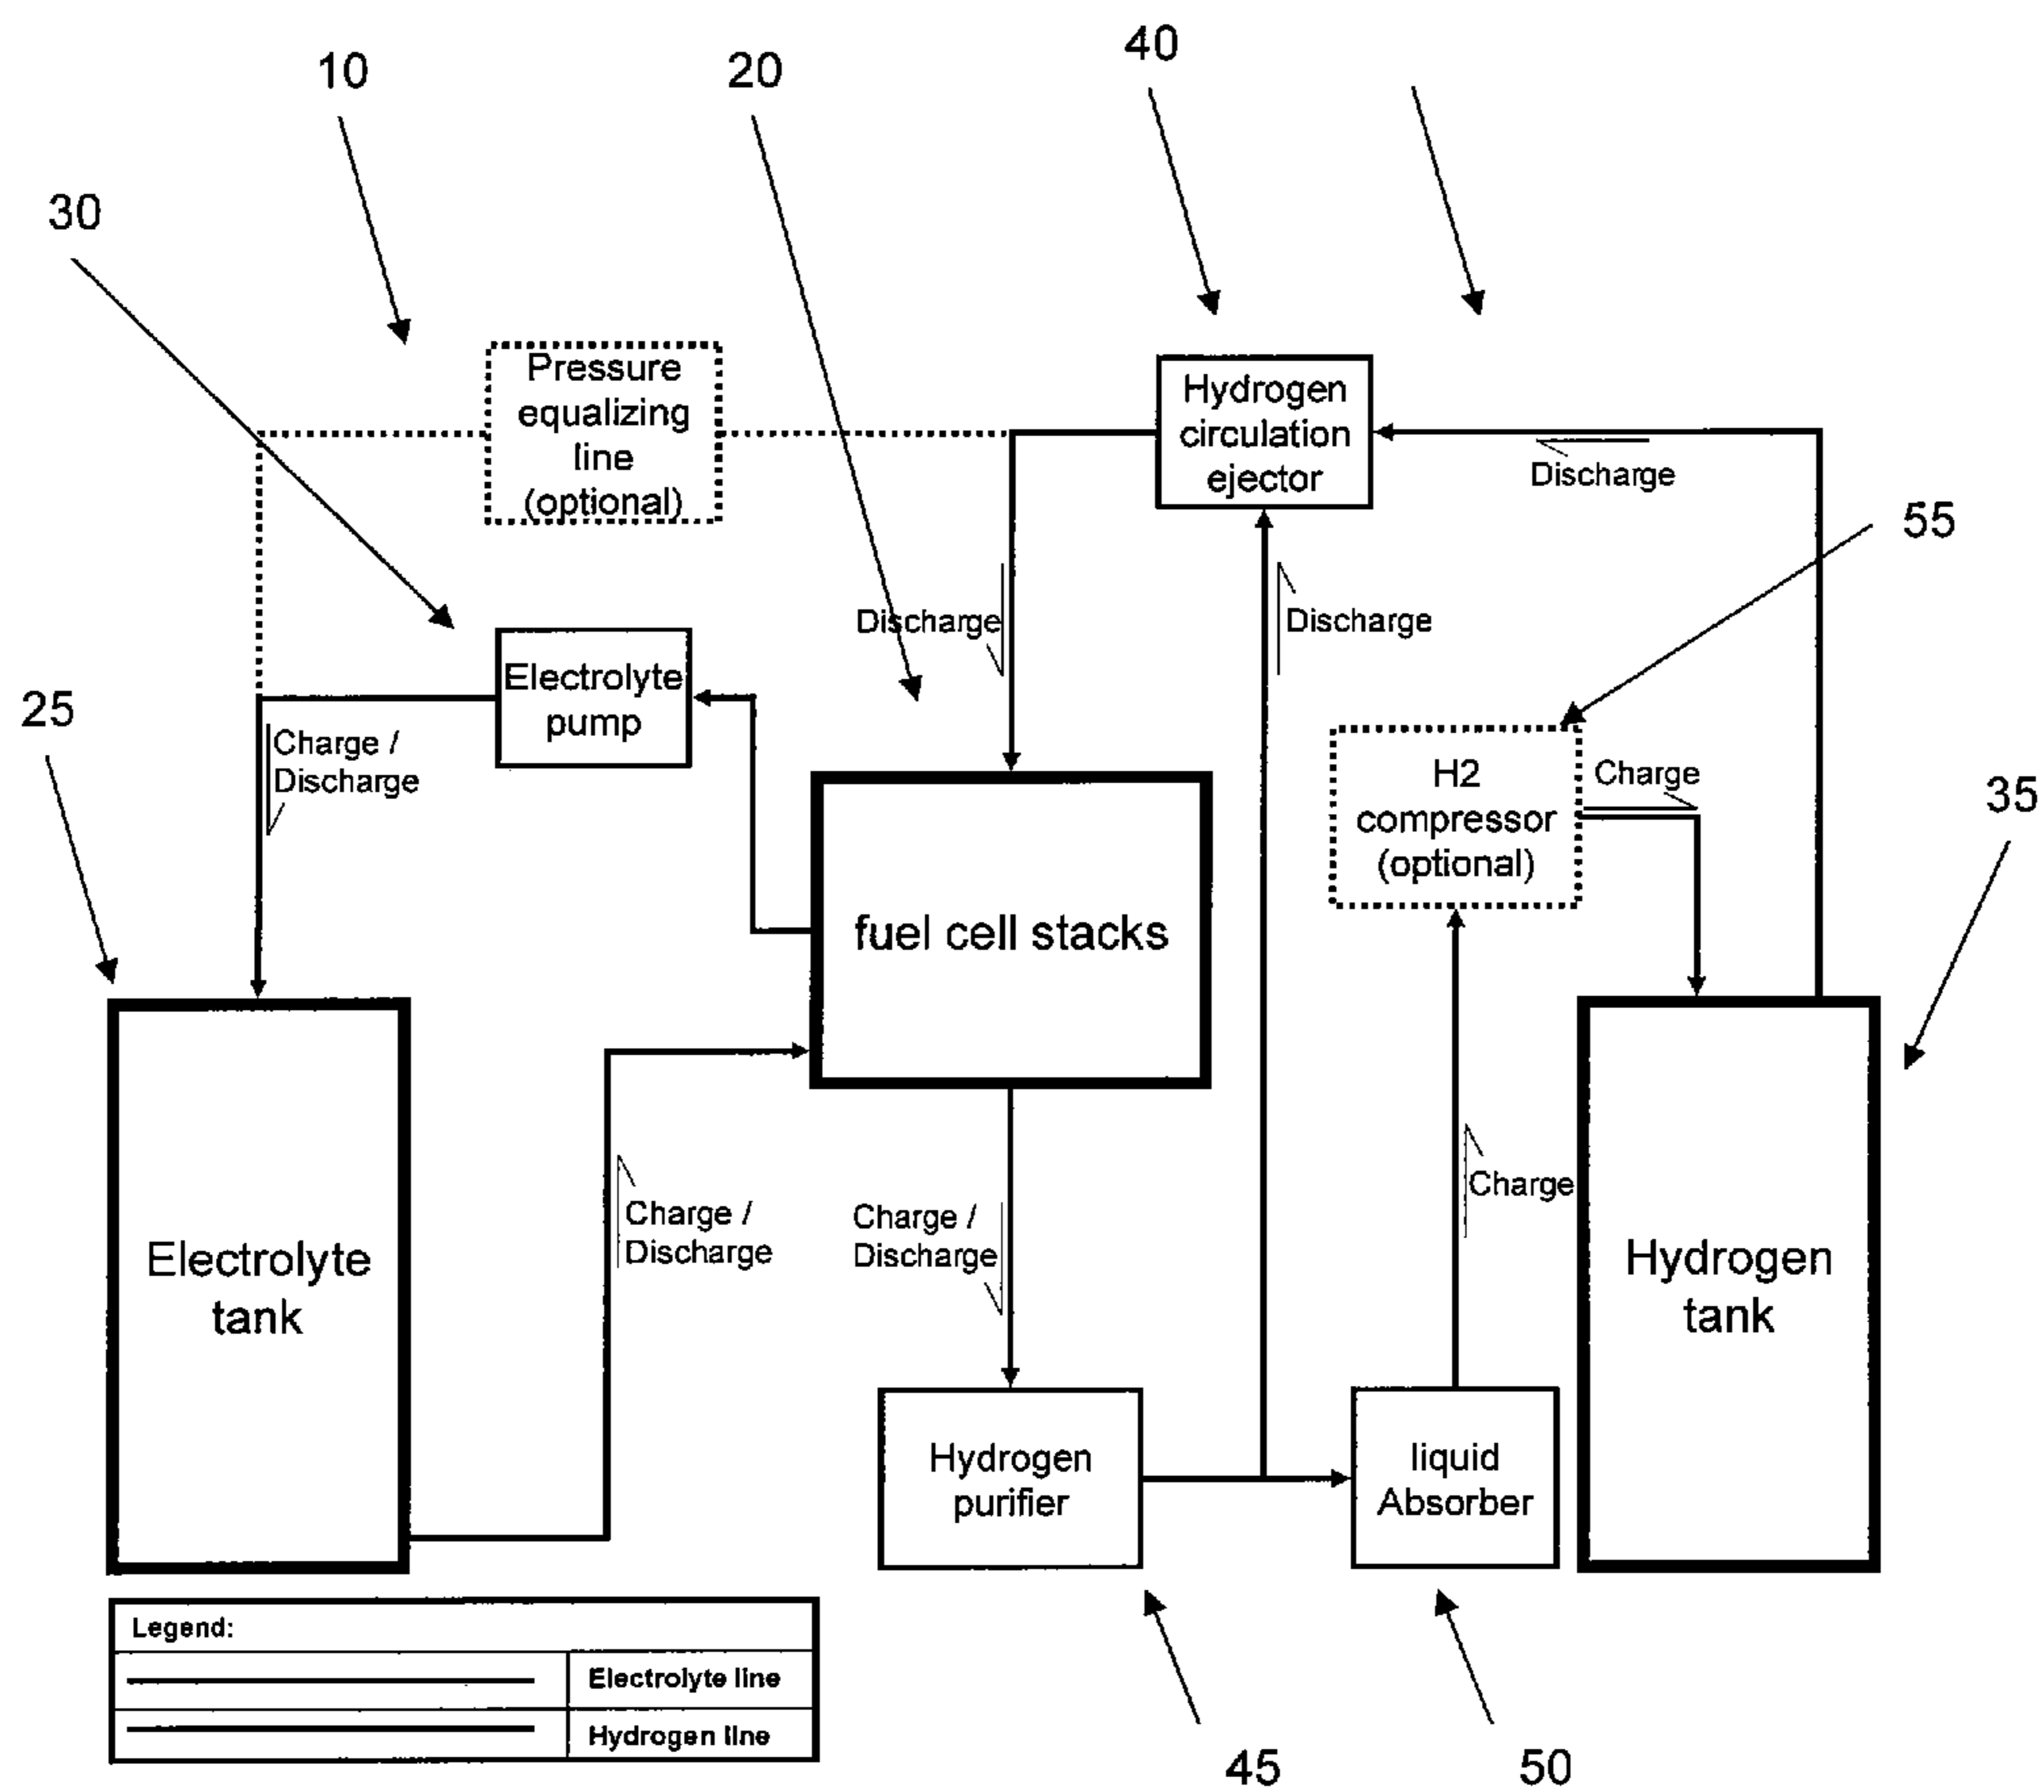 40
10
20
30
Pressure
equalizing
line
(optional)
Hydrogen
circulation
ejector
Discharge
55
Discharge
Discharge
Electrolyte
pump
25
Charge /
Discharge
H2
compressor
(optional)
Charge
35
fuel cell stacks
Electrolyte
tank
Charge /
Discharge
Charge /
Discharge
Charge
Hydrogen
tank
Hydrogen
purifier
liquid
Absorber
Legend:
Electrolyte line
Hydrogen line
45
50